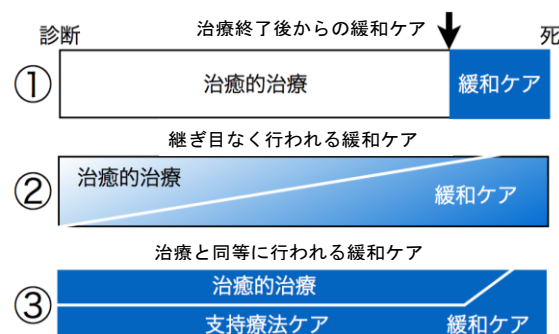 診断
治療終了後からの緩和ケア
死
①
治癒的治療
緩和ケア
継ぎ目なく行われる緩和ケア
②
治癒的治療
緩和ケア
治療と同等に行われる緩和ケア
③
治癒的治療
支持療法ケア
緩和ケア